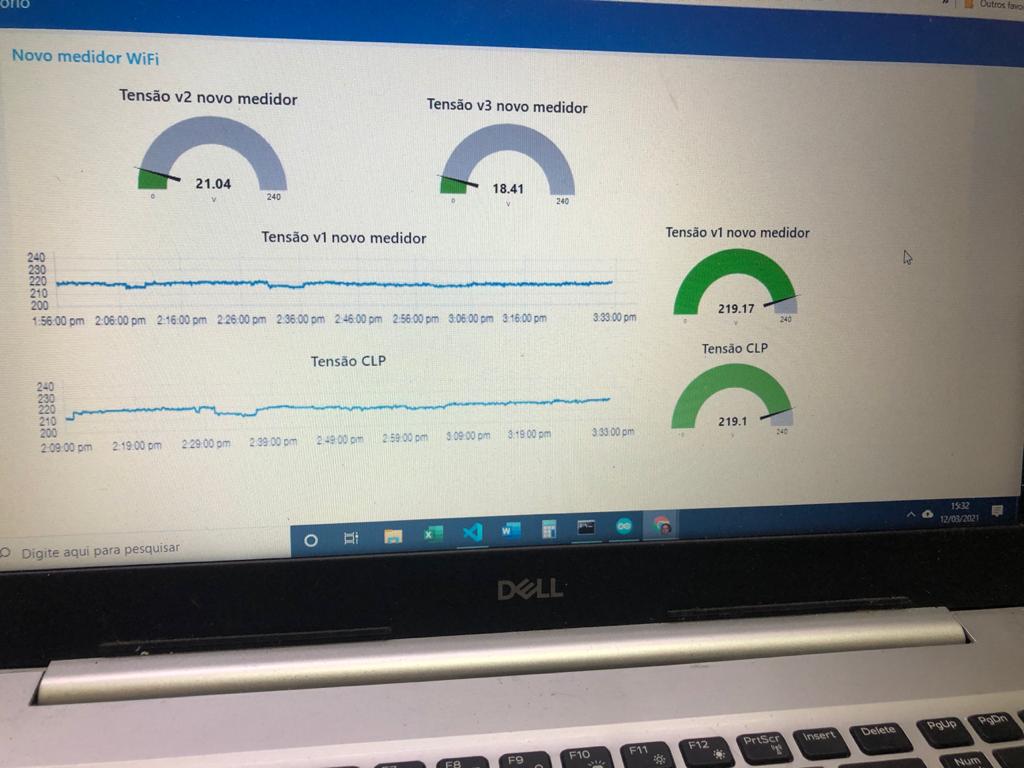 Outros favo
Novo medidor WiFi
Tensão v2 novo medidor
21.04
0
V
240
Tensão v3 novo medidor
18.41
0
V
240
Tensão v1 novo medidor
240
230
220
210
200
1:56:00 pm 2:06:00 pm 2:16:00 pm 2:26:00 pm 2:36:00 pm 2:46:00 pm 2:56:00 pm 3:06:00 pm 3:16:00 pm 3:33:00 pm
Tensão v1 novo medidor
219.17
0
V
240
Tensão CLP
240
230
220
210
200
2:09:00 pm 2:19:00 pm 2:29:00 pm 2:39:00 pm 2:49:00 pm 2:59:00 pm 3:09:00 pm 3:19:00 pm 3:33:00 pm
Tensão CLP
219.1
0
V
240
Digite aqui para pesquisar
15:32
12/03/2021
DELL
F8
F9
F10
F11
F12
PrtScr
Insert
Delete
PgUp
PgDn
Num